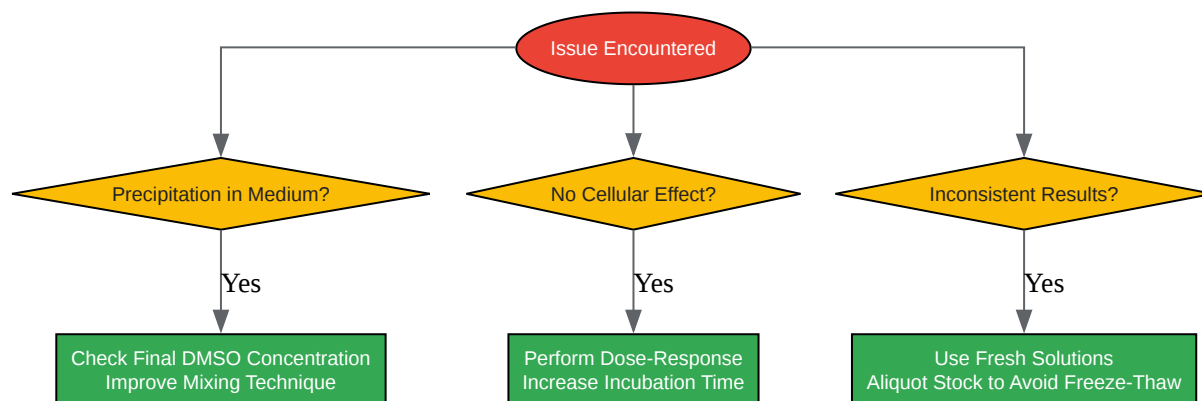 Issue Encountered
Precipitation in Medium?
No Cellular Effect?
Inconsistent Results?
Yes
Yes
Yes
Check Final DMSO Concentration
Improve Mixing Technique
Perform Dose-Response
Increase Incubation Time
Use Fresh Solutions
Aliquot Stock to Avoid Freeze-Thaw